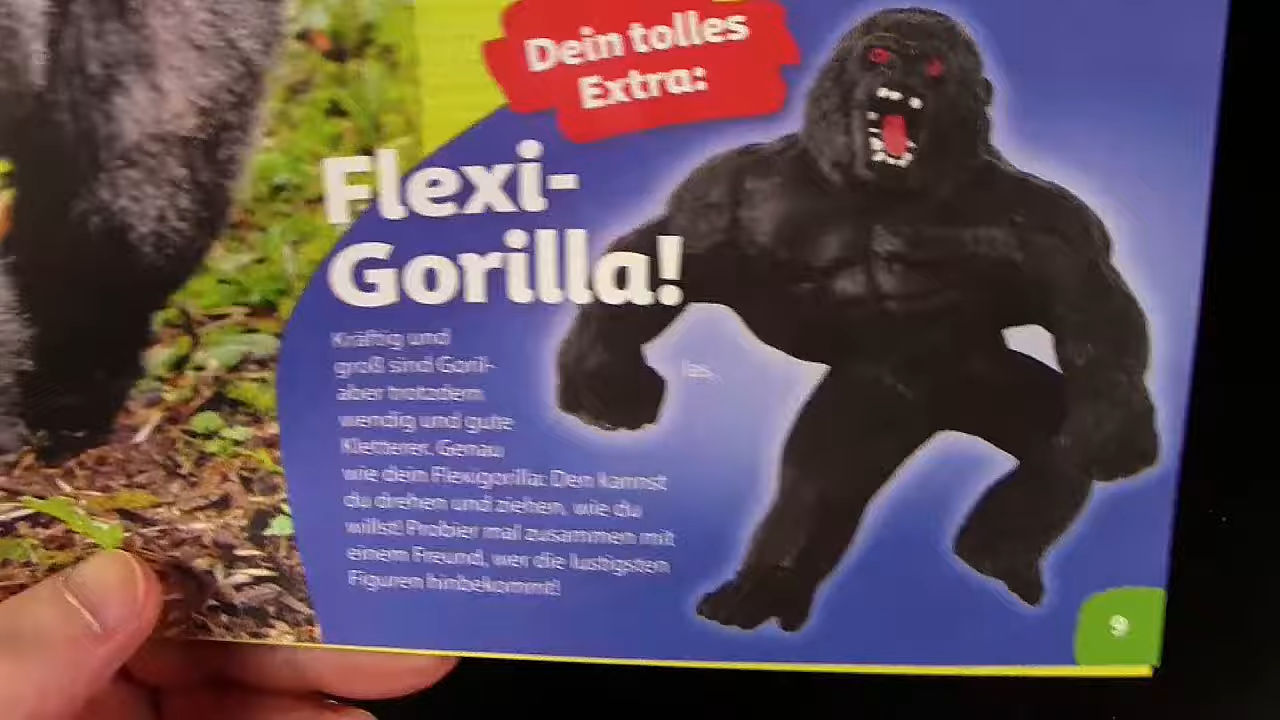 Dein tolles
Extra:
Flexi-
Gorilla!
Kräftig und
groß sind Goril-
las,
aber trotzdem
wendig und gute
Kletterer. Genau
wie dein Flexigorilla: Den kannst
du drehen und ziehen, wie du
willst! Probier mal zusammen mit
einem Freund, wer die lustigsten
Figuren hinbekommt!
9